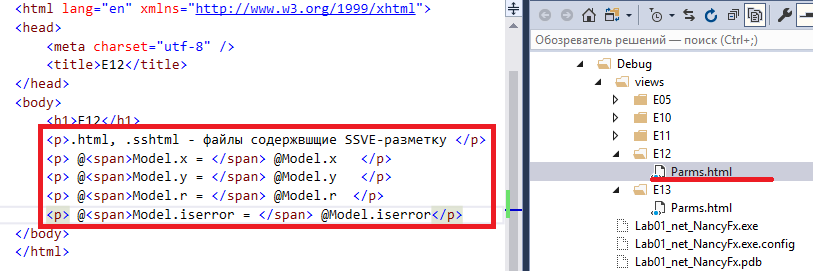 <html lang="en" xmlns="http://www.w3.org/1999/xhtml">
<head>
<meta charset="utf-8" />
<title>E12</title>
</head>
<body>
<h1>E12</h1>
<p>.html, .sshtml - файлы содержвщщие SSVE-разметку </p>
<p> @<span>Model.x = </span> @Model.x </p>
<p> @<span>Model.y = </span> @Model.y </p>
<p> @<span>Model.r = </span> @Model.r </p>
<p> @<span>Model.iserror = </span> @Model.iserror</p>
</body>
</html>
Обозреватель решений — поиск (Ctrl+;)
Debug
views
E05
E10
E11
E12
Parms.html
E13
Parms.html
Lab01_net_NancyFx.exe
Lab01_net_NancyFx.exe.config
Lab01_net_NancyFx.pdb